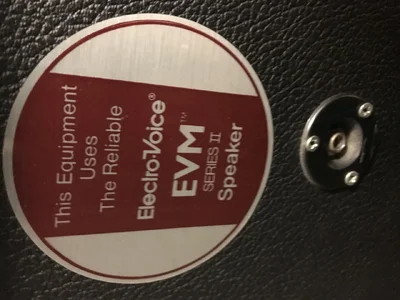 This Equipment
Uses
The Reliable
Electro-Voice®
EVM™
SERIES II
Speaker